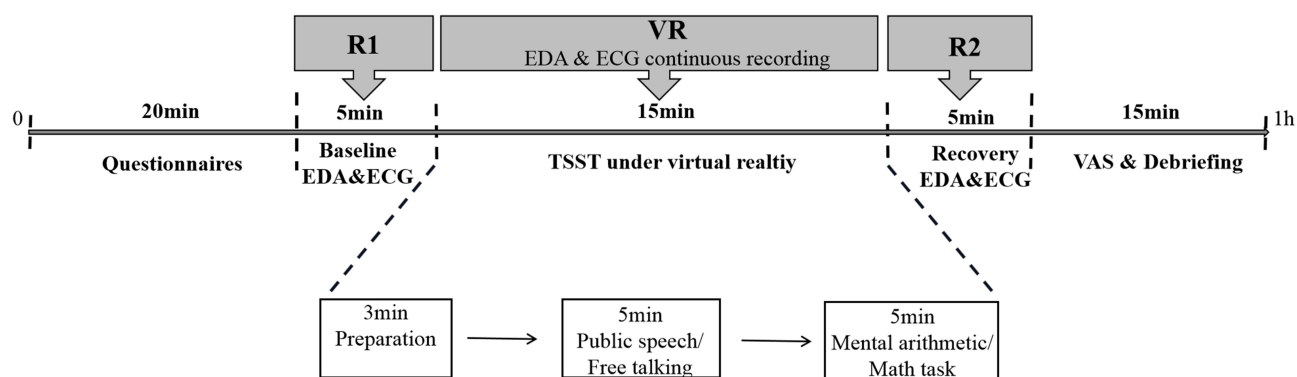 R1
VR
EDA & ECG continuous recording
R2
0
20min
5min
15min
5min
15min
1h
Questionnaires
Baseline
EDA&ECG
TSST under virtual realtiy
Recovery
EDA&ECG
VAS & Debriefing
3min
Preparation
5min
Public speech/
Free talking
5min
Mental arithmetic/
Math task